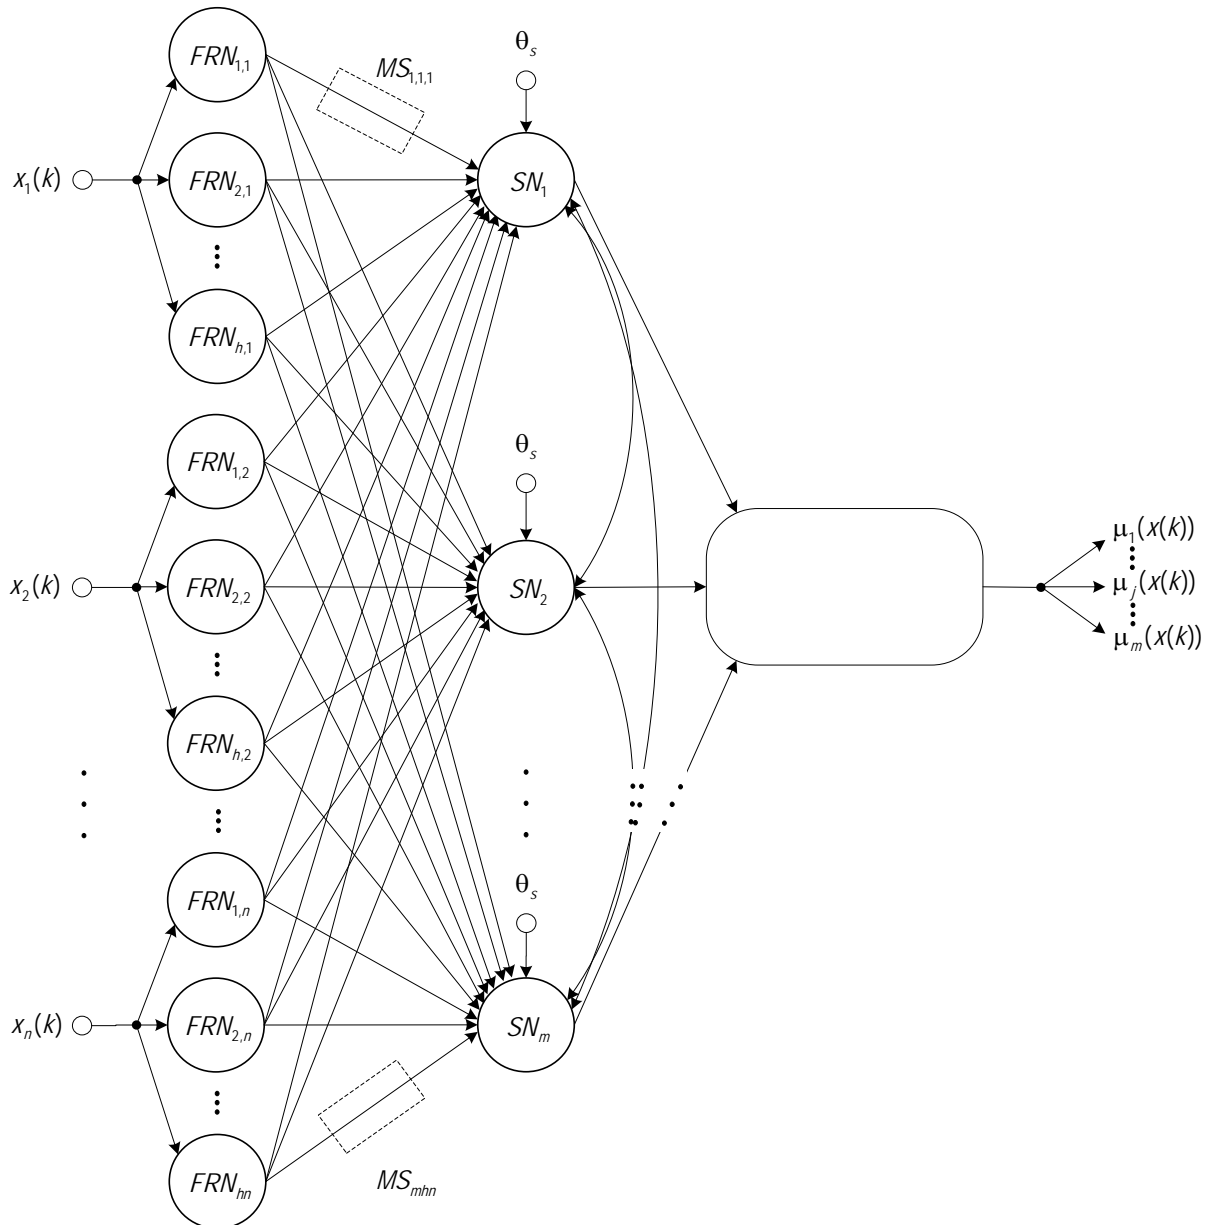 FRN1,1
MS1,1,1
θs
x1(k)
FRN2,1
SN1
FRNh,1
FRN1,2
θs
x2(k)
FRN2,2
SN2
μ1(x(k))
μj(x(k))
μm(x(k))
FRNh,2
FRN1,n
θs
xn(k)
FRN2,n
SNm
FRNhn
MSmhn